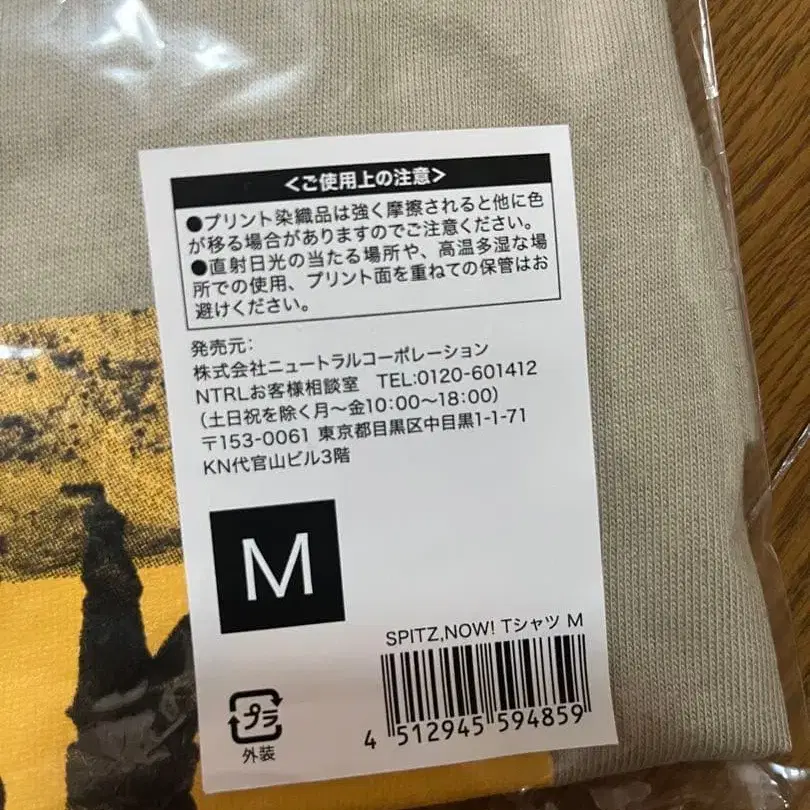 <ご使用上の注意>
●プリント染織品は強く摩擦されると他に色
が移る場合がありますのでご注意ください。
●直射日光の当たる場所や、高温多湿な場
所での使用、プリント面を重ねての保管はお
避けください。
発売元:
株式会社ニュートラルコーポレーション
NTRLお客様相談室 TEL:0120-601412
(土日祝を除く月〜金10:00〜18:00)
〒153-0061 東京都目黒区中目黒1-1-71
KN代官山ビル3階
M
SPITZ,NOW! Tシャツ M
4 512945 594859
プラ
外装